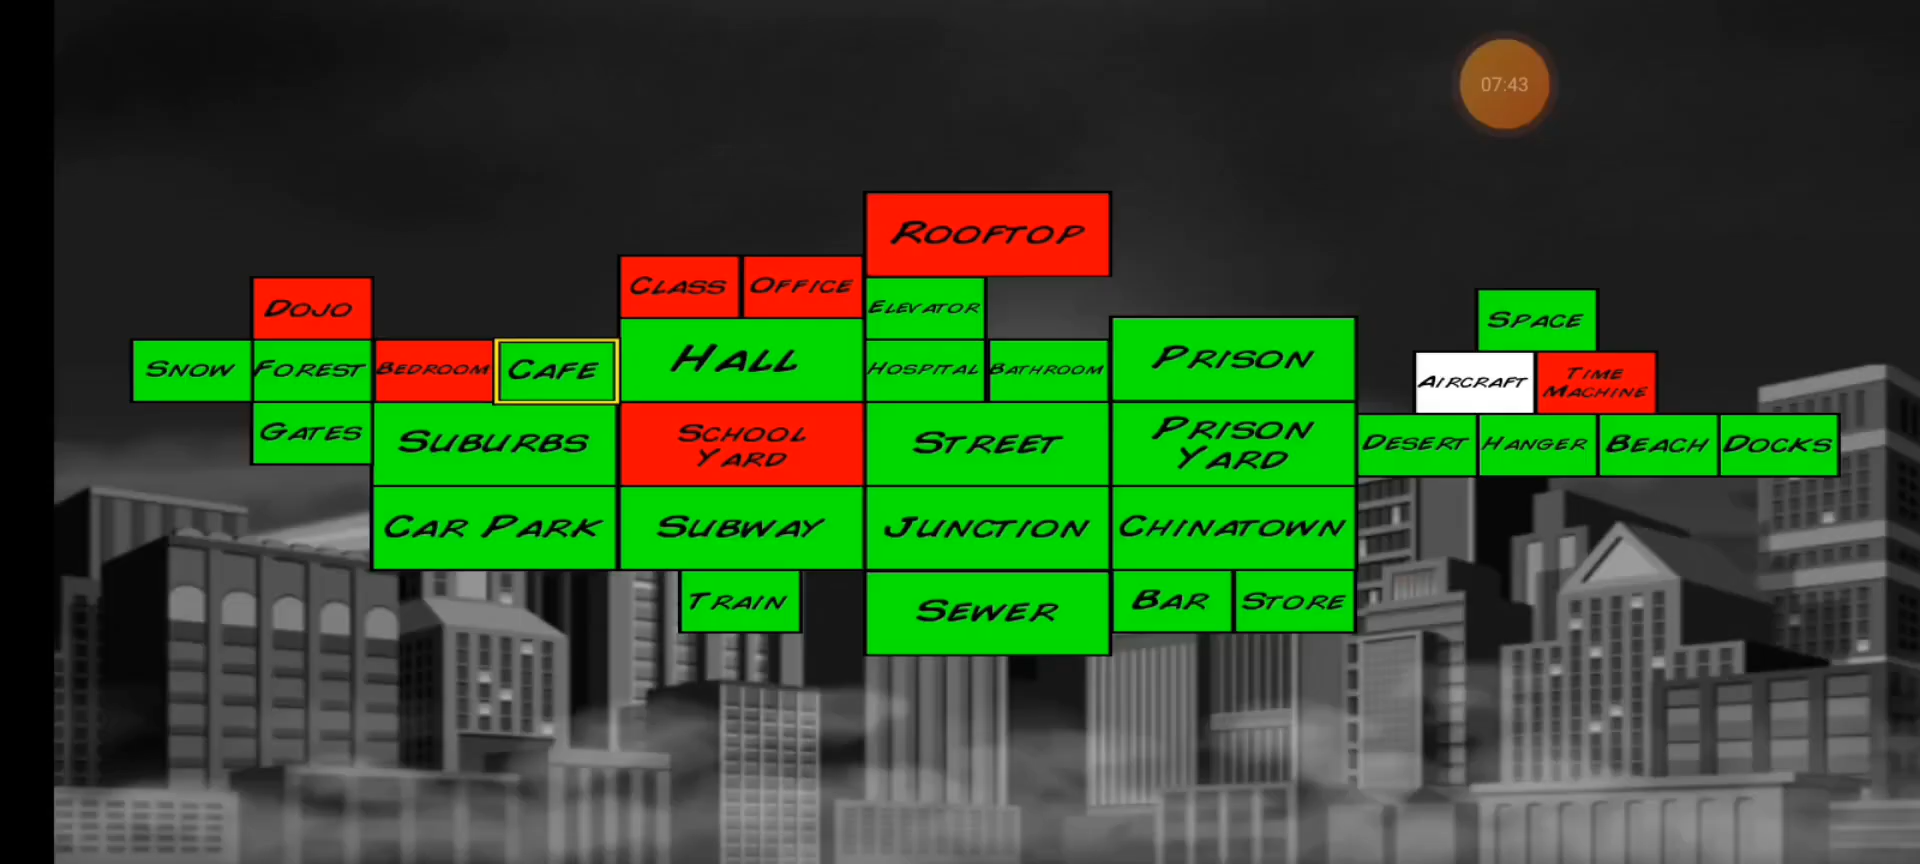 07:43
ROOFTOP
CLASS
OFFICE
DOJO
ELEVATOR
SPACE
SNOW
FOREST
BEDROOM
CAFE
HALL
HOSPITAL
BATHROOM
PRISON
AIRCRAFT
TIME
MACHINE
GATES
SUBURBS
SCHOOL
YARD
STREET
PRISON
YARD
DESERT
HANGER
BEACH
DOCKS
CAR PARK
SUBWAY
JUNCTION
CHINATOWN
TRAIN
SEWER
BAR
STORE